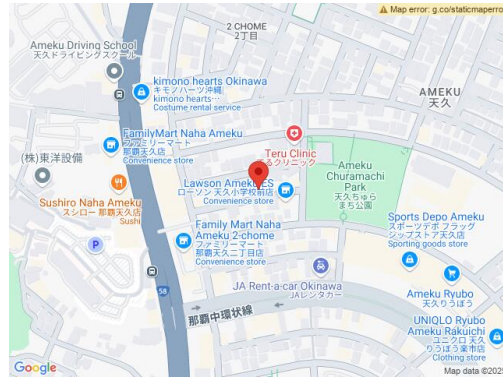 Map error: g.co/staticmaperro
2 CHOME
2丁目
Ameku Driving School
天久ドライビングスクール
AMEKU
天久
kimono hearts Okinawa
キモノハーツ沖縄
kimono hearts…
Costume rental service
FamilyMart Naha Ameku
ファミリーマート
那覇天久店
Convenience store
(株)東洋設備
Teru Clinic
てるクリニック
Ameku
Churamachi
Park
天久ちゅら
まち公園
Lawson Ameku ES
ローソン 天久小学校前店
Convenience store
Sushiro Naha Ameku
スシロー 那覇天久店
Sushi
Family Mart Naha
Ameku 2-chome
ファミリーマート
那覇天久二丁目店
Convenience store
Sports Depo Ameku
スポーツデポ フラッグ
シップストア天久店
Sporting goods store
P
JA Rent-a-car Okinawa
JAレンタカー
58
那覇中環状線
Ameku Ryubo
天久りうぼう
UNIQLO Ryubo
Ameku Rakuichi
ユニクロ 天久
りうぼう楽市店
Clothing store
Google
Map data ©2025